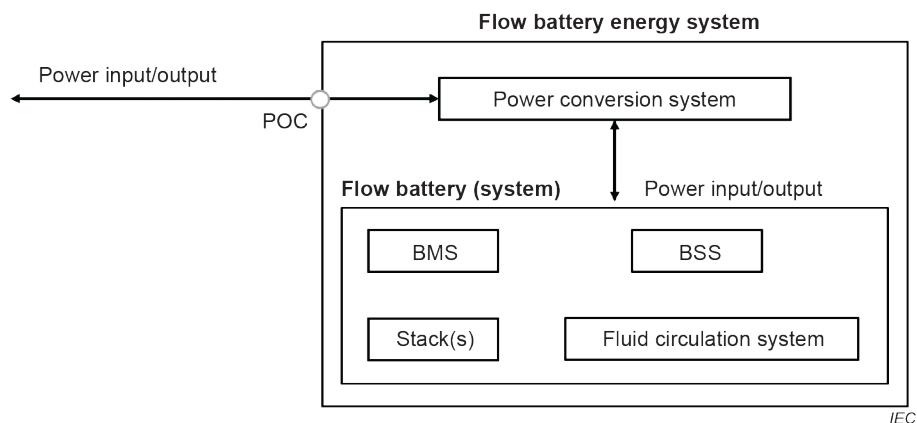 Flow battery energy system
Power input/output
Power conversion system
POC
Flow battery (system)
Power input/output
BMS
BSS
Stack(s)
Fluid circulation system
IEC